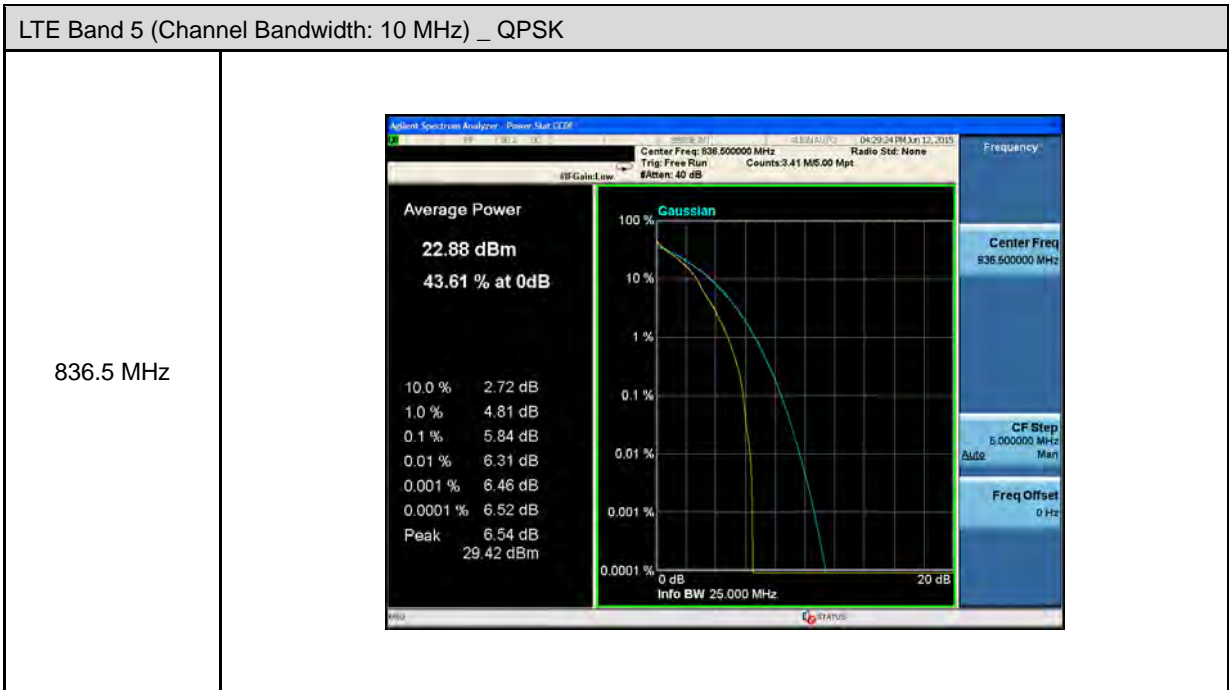 LTE Band 5 (Channel Bandwidth: 10 MHz) _ QPSK
836.5 MHz
Agilent Spectrum Analyzer - Power Stat CCDF
04:29:24 PM Jun 12, 2015
Center Freq: 836.500000 MHz
Radio Std: None
Trig: Free Run
Counts:3.41 M/5.00 Mpt
#IFGain:Low
#Atten: 40 dB
Frequency
Average Power
22.88 dBm
43.61 % at 0dB
10.0 % 2.72 dB
1.0 % 4.81 dB
0.1 % 5.84 dB
0.01 % 6.31 dB
0.001 % 6.46 dB
0.0001 % 6.52 dB
Peak 6.54 dB
29.42 dBm
Gaussian
100 %
10 %
1 %
0.1 %
0.01 %
0.001 %
0.0001 %
0 dB
20 dB
Info BW 25.000 MHz
Center Freq
836.500000 MHz
CF Step
5.000000 MHz
Auto Man
Freq Offset
0 Hz
MSG
STATUS